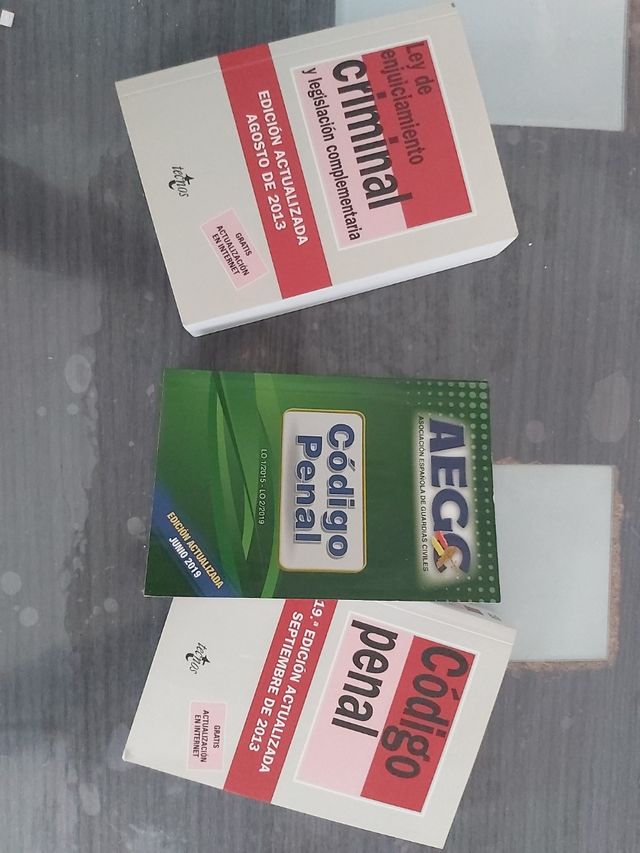 Ley de
enjuiciamiento
criminal
y legislación complementaria
EDICIÓN ACTUALIZADA
AGOSTO DE 2013
GRATIS
ACTUALIZACIÓN
EN INTERNET
tecnos
AEGC
ASOCIACIÓN ESPAÑOLA DE GUARDIAS CIVILES
Código
Penal
LO 1/2015 - LO 2/2019
EDICIÓN ACTUALIZADA
JUNIO 2019
Código
penal
19.ª EDICIÓN ACTUALIZADA
SEPTIEMBRE DE 2013
GRATIS
ACTUALIZACIÓN
EN INTERNET
tecnos